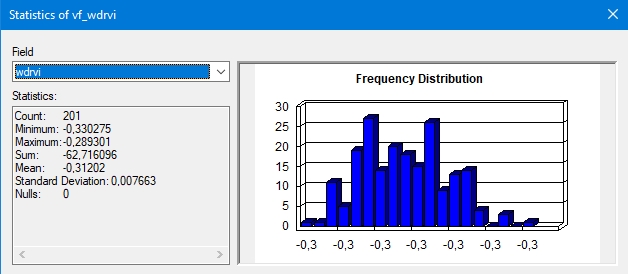 Statistics of vf_wdrvi
Field
wdrvi
Statistics:
Count: 201
Minimum: -0,330275
Maximum: -0,289301
Sum: -62,716096
Mean: -0,31202
Standard Deviation: 0,007663
Nulls: 0
Frequency Distribution
30
25
20
15
10
5
0
-0,3 -0,3 -0,3 -0,3 -0,3 -0,3 -0,3